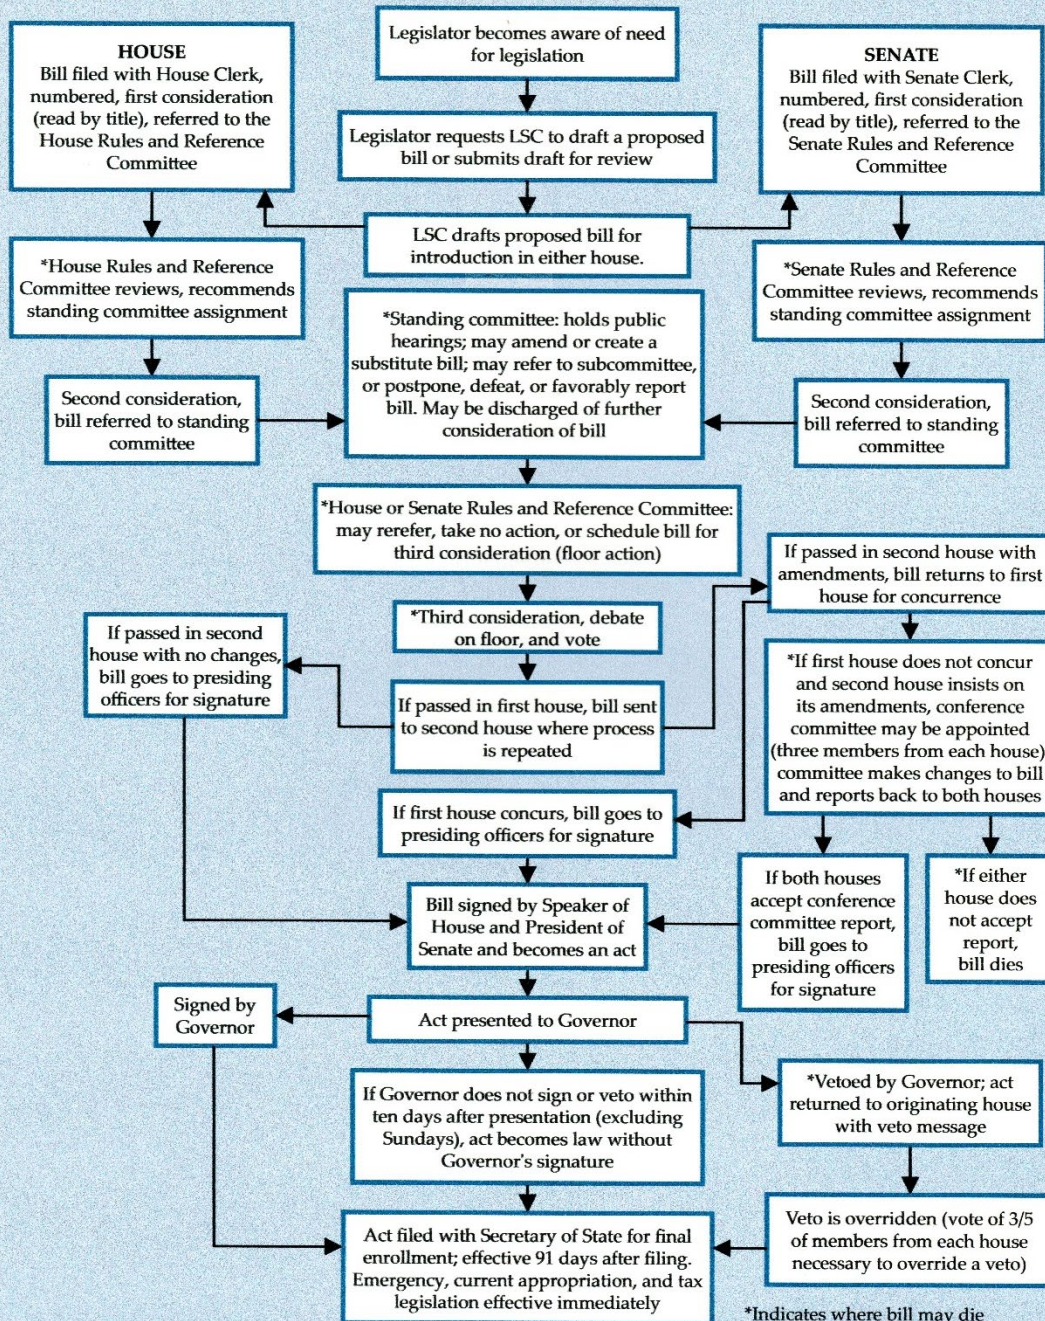 Legislator becomes aware of need
for legislation
HOUSE
Bill filed with House Clerk,
numbered, first consideration
(read by title), referred to the
House Rules and Reference
Committee
SENATE
Bill filed with Senate Clerk,
numbered, first consideration
(read by title), referred to the
Senate Rules and Reference
Committee
Legislator requests LSC to draft a proposed
bill or submits draft for review
LSC drafts proposed bill for
introduction in either house.
*House Rules and Reference
Committee reviews, recommends
standing committee assignment
*Senate Rules and Reference
Committee reviews, recommends
standing committee assignment
*Standing committee: holds public
hearings; may amend or create a
substitute bill; may refer to subcommittee,
or postpone, defeat, or favorably report
bill. May be discharged of further
consideration of bill
Second consideration,
bill referred to standing
committee
Second consideration,
bill referred to standing
committee
*House or Senate Rules and Reference Committee:
may rerefer, take no action, or schedule bill for
third consideration (floor action)
If passed in second house with
amendments, bill returns to first
house for concurrence
*Third consideration, debate
on floor, and vote
If passed in second
house with no changes,
bill goes to presiding
officers for signature
*If first house does not concur
and second house insists on
its amendments, conference
committee may be appointed
(three members from each house)
committee makes changes to bill
and reports back to both houses
If passed in first house, bill sent
to second house where process
is repeated
If first house concurs, bill goes to
presiding officers for signature
If both houses
accept conference
committee report,
bill goes to
presiding officers
for signature
*If either
house does
not accept
report,
bill dies
Bill signed by Speaker of
House and President of
Senate and becomes an act
Signed by
Governor
Act presented to Governor
*Vetoed by Governor; act
returned to originating house
with veto message
If Governor does not sign or veto within
ten days after presentation (excluding
Sundays), act becomes law without
Governor's signature
Veto is overridden (vote of 3/5
of members from each house
necessary to override a veto)
Act filed with Secretary of State for final
enrollment; effective 91 days after filing.
Emergency, current appropriation, and tax
legislation effective immediately
*Indicates where bill may die